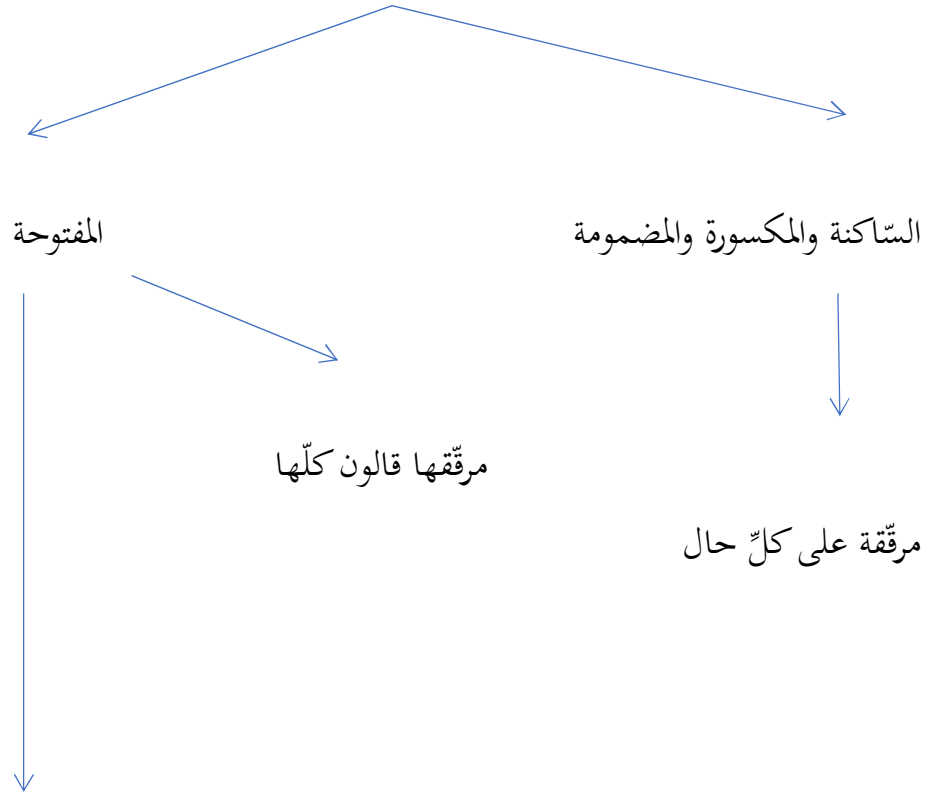 السّاكنة والمكسورة والمضمومة
المفتوحة
مرقّقها قالون كلّها
مرقّقة على كلِّ حال